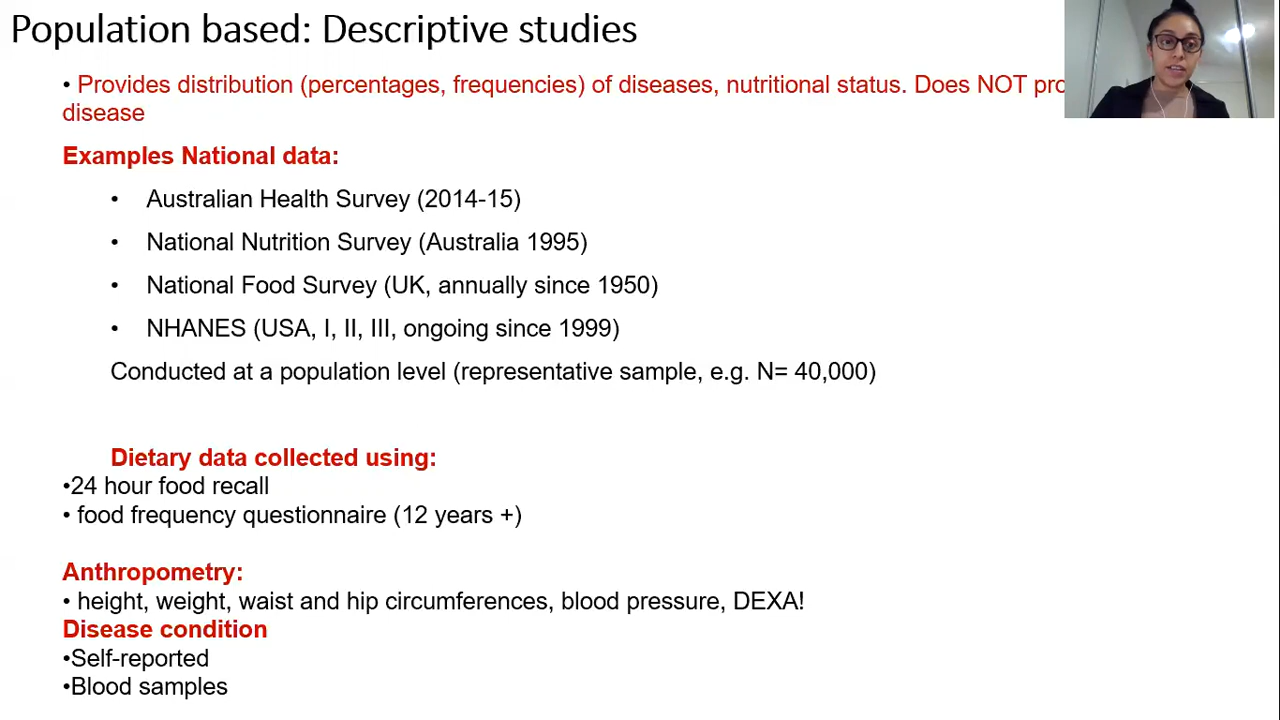 Population based: Descriptive studies
• Provides distribution (percentages, frequencies) of diseases, nutritional status. Does NOT
disease
Examples National data:
• Australian Health Survey (2014-15)
• National Nutrition Survey (Australia 1995)
• National Food Survey (UK, annually since 1950)
• NHANES (USA, I, II, III, ongoing since 1999)
Conducted at a population level (representative sample, e.g. N= 40,000)
Dietary data collected using:
•24 hour food recall
• food frequency questionnaire (12 years +)
Anthropometry:
• height, weight, waist and hip circumferences, blood pressure, DEXA!
Disease condition
•Self-reported
•Blood samples